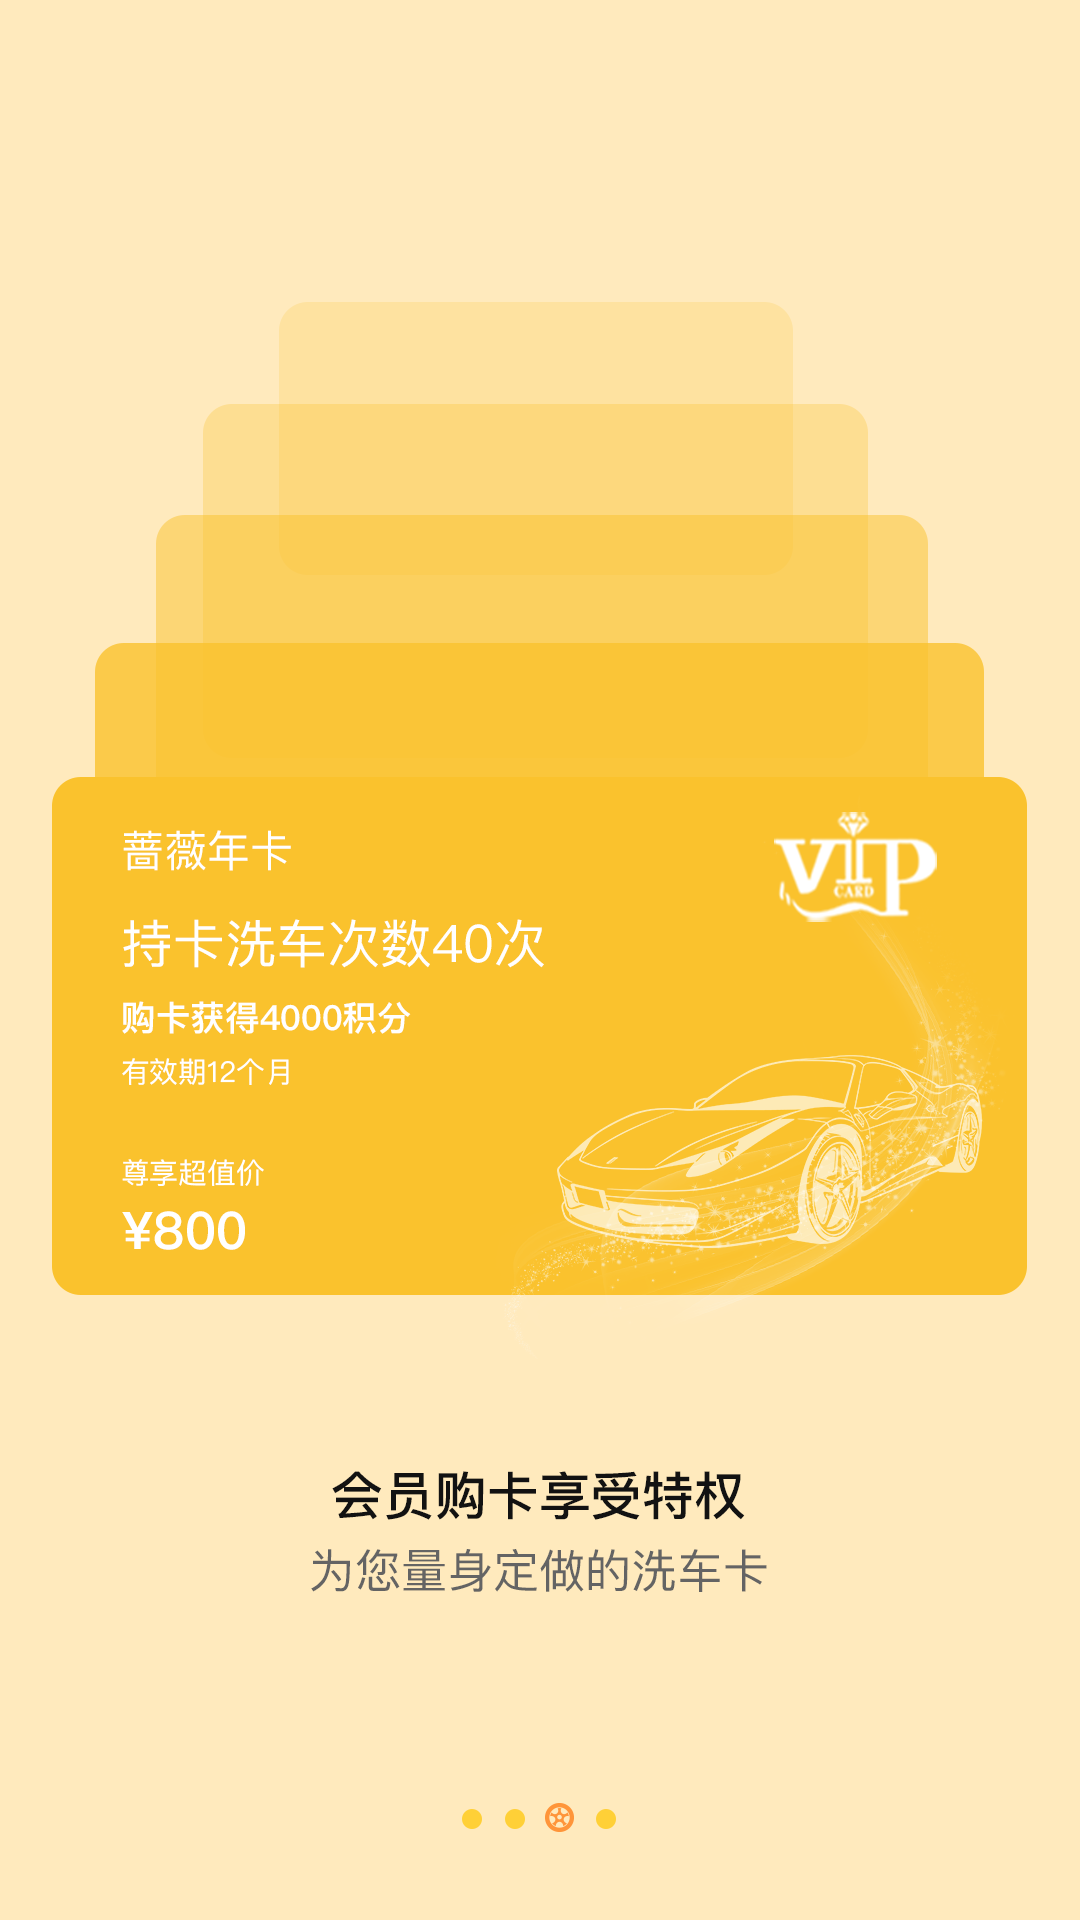 蔷薇年卡
VIP
CARD
持卡洗车次数40次
购卡获得4000积分
有效期12个月
尊享超值价
¥800
会员购卡享受特权
为您量身定做的洗车卡